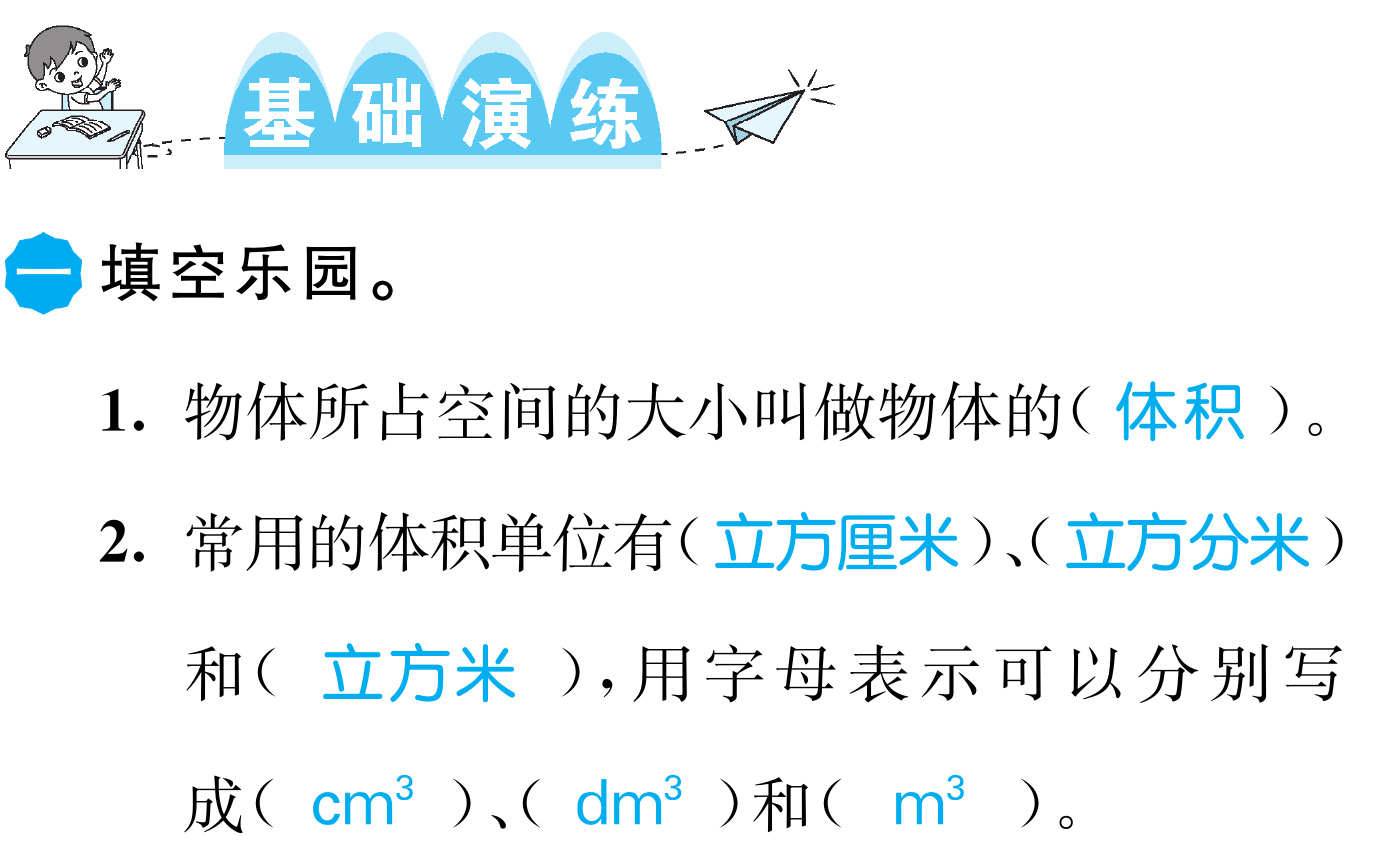 基础演练
一 填空乐园。
1. 物体所占空间的大小叫做物体的(体积)。
2. 常用的体积单位有(立方厘米)、(立方分米)
和( 立方米 ),用字母表示可以分别写
成( cm³ )、( dm³ )和( m³ )。